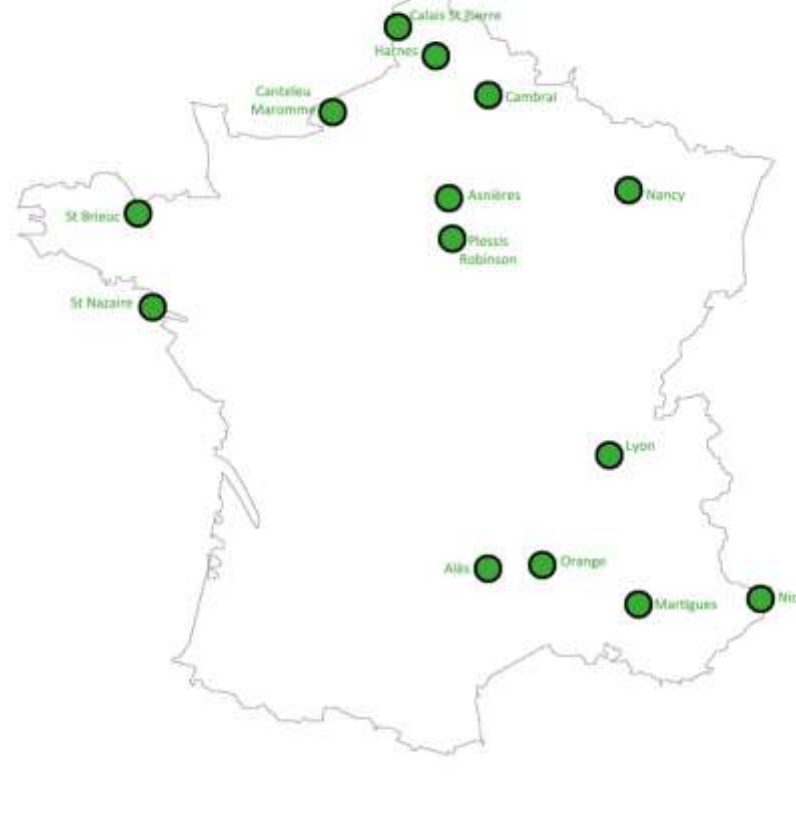 Calais St Pierre
Harnes
Canteleu
Maromme
Cambrai
Asnières
Nancy
St Brieuc
Plessis
Robinson
St Nazaire
Lyon
Alès
Orange
Martigues
Nic